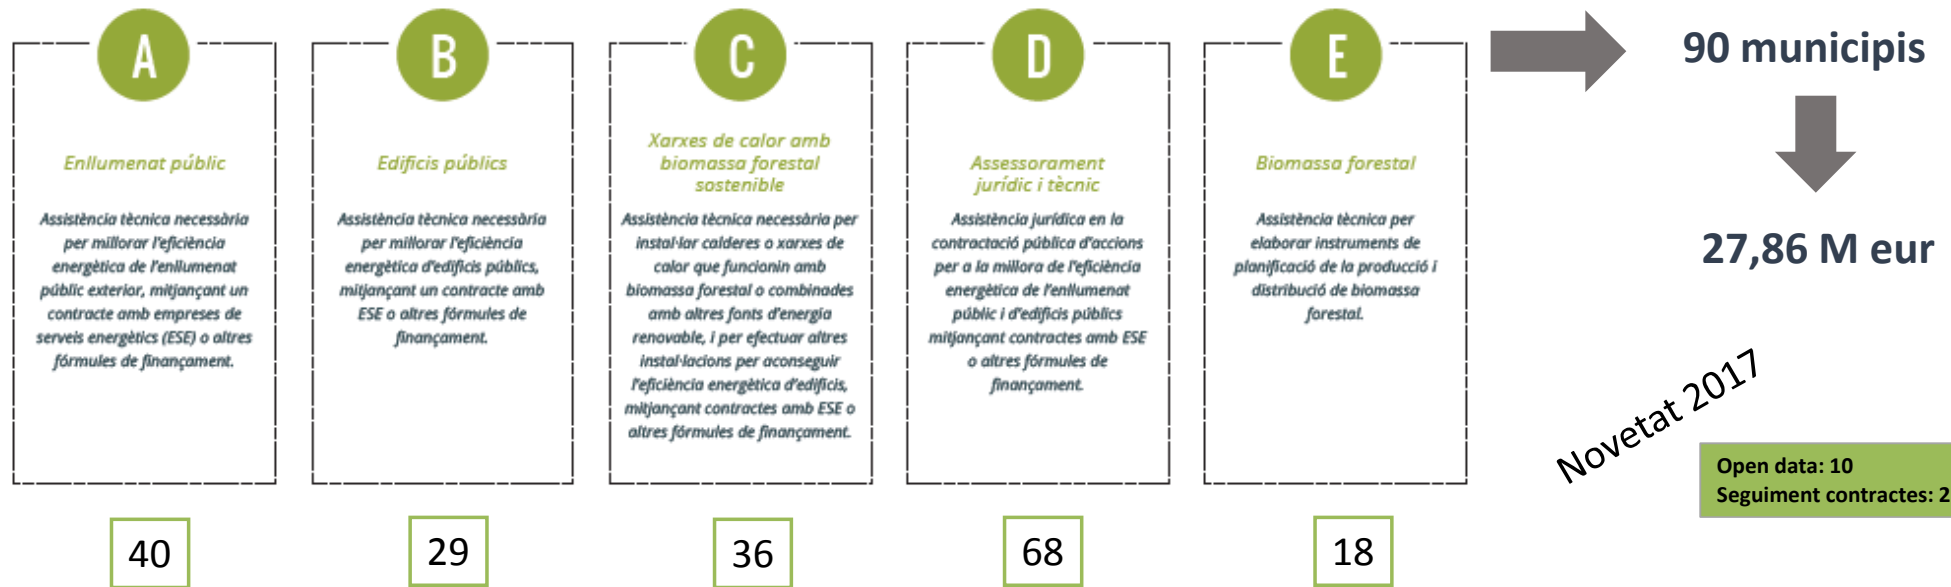 A
Enllumenat públic
Assistència tècnica necessària
per millorar l'eficiència
energètica de l'enllumenat
públic exterior, mitjançant un
contracte amb empreses de
serveis energètics (ESE) o altres
fórmules de finançament.
40
B
Edificis públics
Assistència tècnica necessària
per millorar l'eficiència
energètica d'edificis públics,
mitjançant un contracte amb
ESE o altres fórmules de
finançament.
29
C
Xarxes de calor amb
biomassa forestal
sostenible
Assistència tècnica necessària per
instal·lar calderes o xarxes de
calor que funcionin amb
biomassa forestal o combinades
amb altres fonts d'energia
renovable, i per efectuar altres
instal·lacions per aconseguir
l'eficiència energètica d'edificis,
mitjançant contractes amb ESE o
altres fórmules de finançament.
36
D
Assessorament
jurídic i tècnic
Assistència jurídica en la
contractació pública d'accions
per a la millora de l'eficiència
energètica de l'enllumenat
públic i d'edificis públics
mitjançant contractes amb ESE
o altres fórmules de
finançament.
68
E
Biomassa forestal
Assistència tècnica per
elaborar instruments de
planificació de la producció i
distribució de biomassa
forestal.
18
90 municipis
27,86 M eur
Novetat 2017
Open data: 10
Seguiment contractes: 2